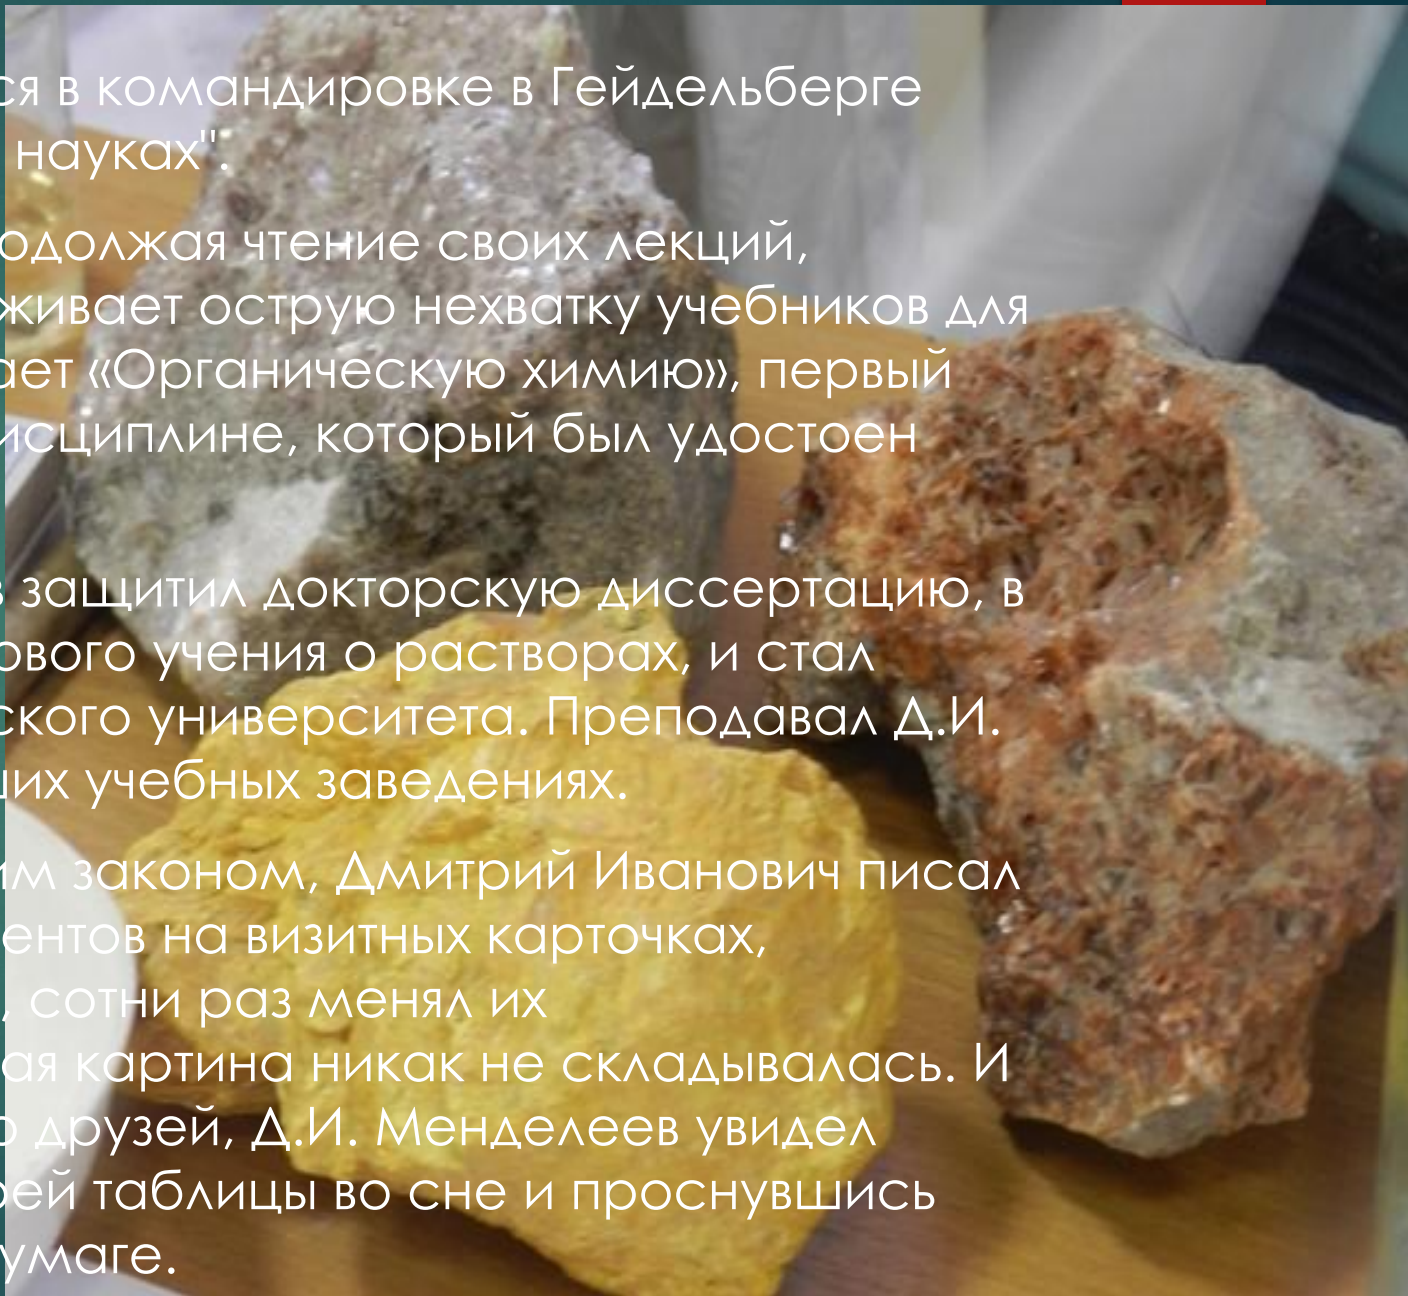 ся в командировке в Гейдельберге
науках".
одолжая чтение своих лекций,
живает острую нехватку учебников для
ает «Органическую химию», первый
исциплине, который был удостоен
в защитил докторскую диссертацию, в
ового учения о растворах, и стал
ского университета. Преподавал Д.И.
ших учебных заведениях.
им законом, Дмитрий Иванович писал
ентов на визитных карточках,
, сотни раз менял их
ая картина никак не складывалась. И
о друзей, Д.И. Менделеев увидел
оей таблицы во сне и проснувшись
умаге.